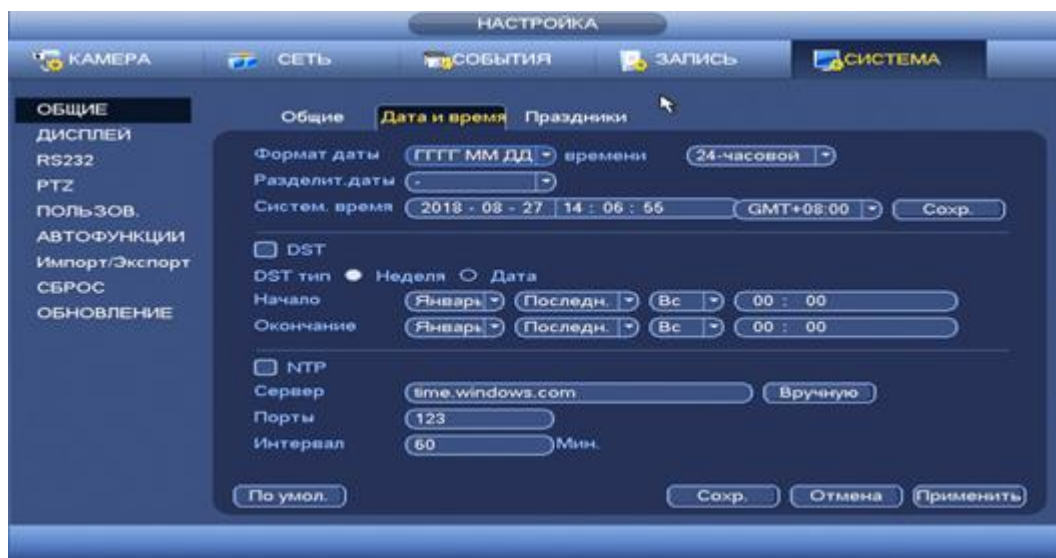 НАСТРОЙКА
КАМЕРА СЕТЬ СОБЫТИЯ ЗАПИСЬ СИСТЕМА
ОБЩИЕ
ДИСПЛЕЙ
RS232
PTZ
ПОЛЬЗОВ.
АВТОФУНКЦИИ
Импорт/Экспорт
СБРОС
ОБНОВЛЕНИЕ
Общие Дата и время Праздники
Формат даты ГГГГ ММ ДД времени 24-часовой
Разделит.даты -
Систем. время 2018 - 08 - 27 14 : 06 : 55 GMT+08:00 Сохр.
DST
DST тип Неделя Дата
Начало Январь Последн. Вс 00 : 00
Окончание Январь Последн. Вс 00 : 00
NTP
Сервер time.windows.com Вручную
Порты 123
Интервал 60 Мин.
По умол. Сохр. Отмена Применить